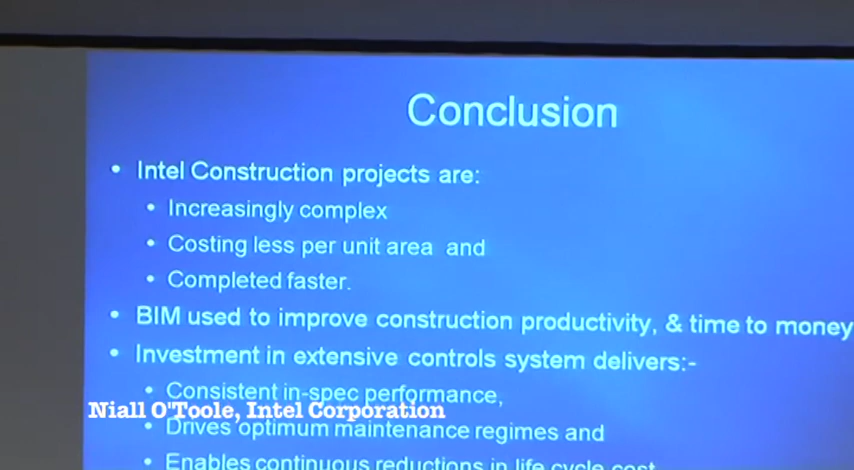 Conclusion
• Intel Construction projects are:
• Increasingly complex
• Costing less per unit area and
• Completed faster.
• BIM used to improve construction productivity, & time to money
• Investment in extensive controls system delivers:-
• Consistent in-spec performance,
Niall O'Toole, Intel Corporation
• Drives optimum maintenance regimes and
• Enables continuous reductions in life cycle cost